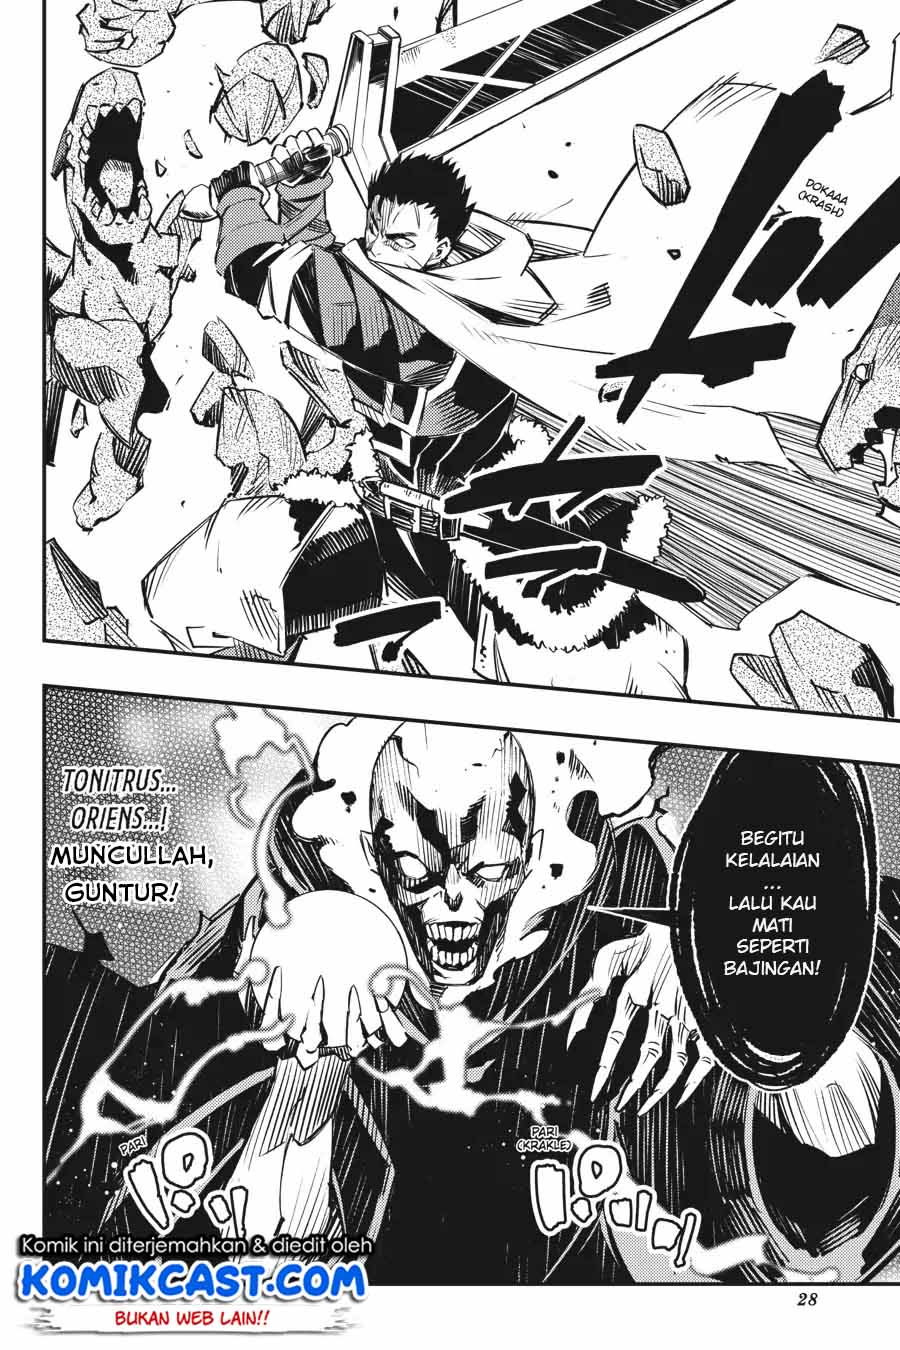 DOKAAA
(KRASH)
TONITRUS...
ORIENS...!
MUNCULLAH,
GUNTUR!
BEGITU
KELALAIAN
...
LALU KAU
MATI
SEPERTI
BAJINGAN!
PARI
PARI
(KRAKLE)
Komik ini diterjemahkan & diedit oleh
KOMIKCAST.COM
BUKAN WEB LAIN!!
28